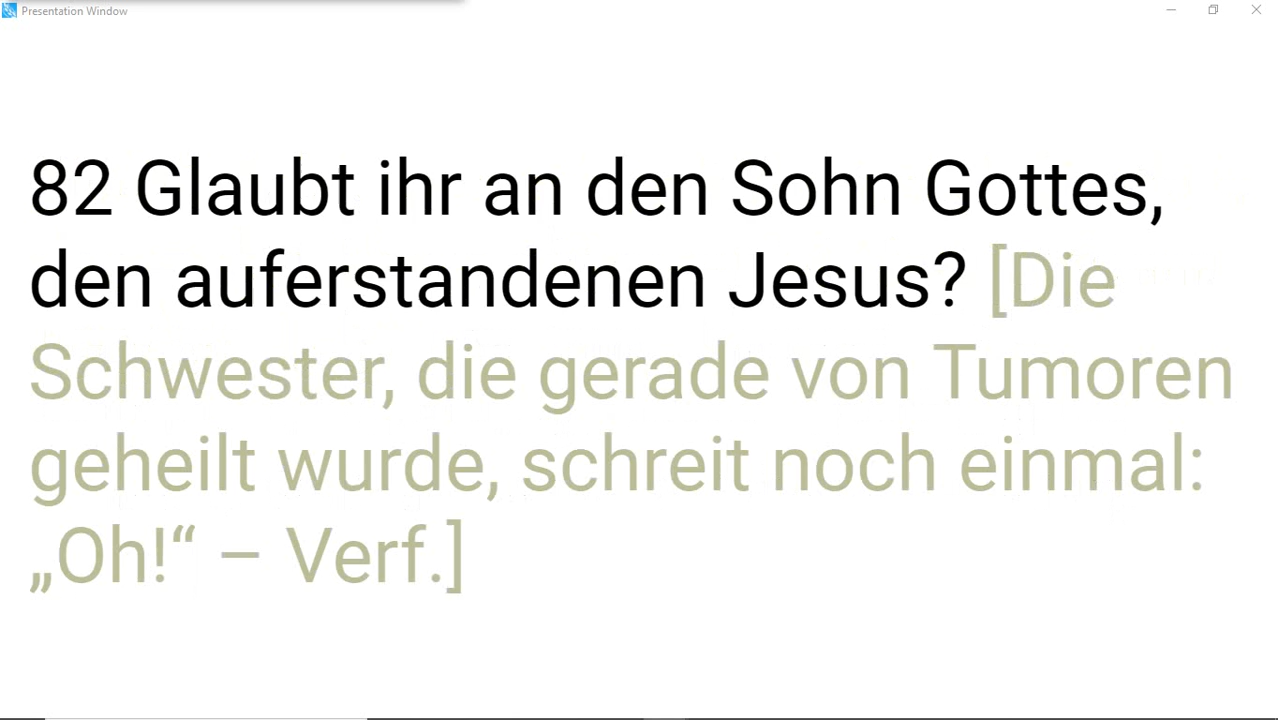 Presentation Window
82 Glaubt ihr an den Sohn Gottes,
den auferstandenen Jesus? [Die
Schwester, die gerade von Tumoren
geheilt wurde, schreit noch einmal:
„Oh!“ – Verf.]